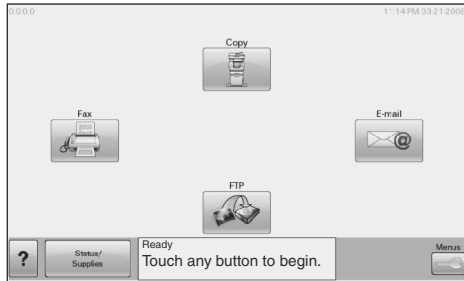 0.0.0.0
11:14 PM 03-21-2008
Copy
Fax
E-mail
FTP
?
Status/
Supplies
Ready
Touch any button to begin.
Menus